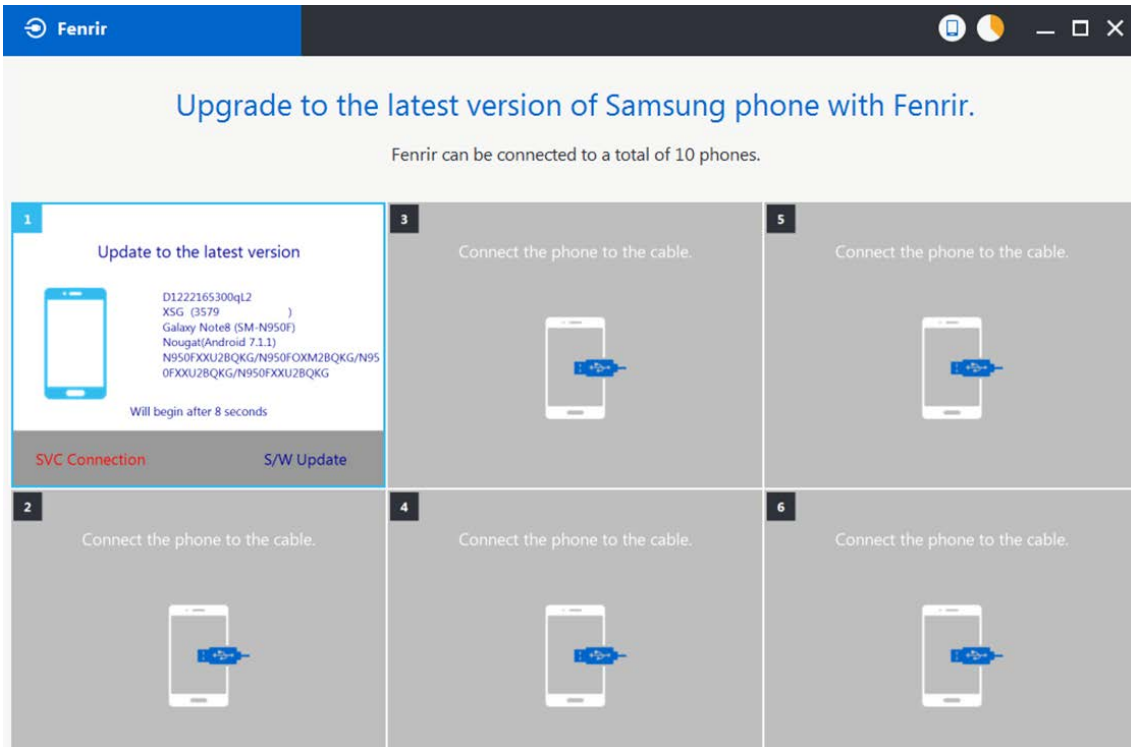 Fenrir
Upgrade to the latest version of Samsung phone with Fenrir.
Fenrir can be connected to a total of 10 phones.
1
Update to the latest version
D1222165300qL2
XSG (3579 )
Galaxy Note8 (SM-N950F)
Nougat(Android 7.1.1)
N950FXXU2BQKG/N950FOXM2BQKG/N95
0FXXU2BQKG/N950FXXU2BQKG
Will begin after 8 seconds
SVC Connection
S/W Update
3
Connect the phone to the cable.
5
Connect the phone to the cable.
2
Connect the phone to the cable.
4
Connect the phone to the cable.
6
Connect the phone to the cable.